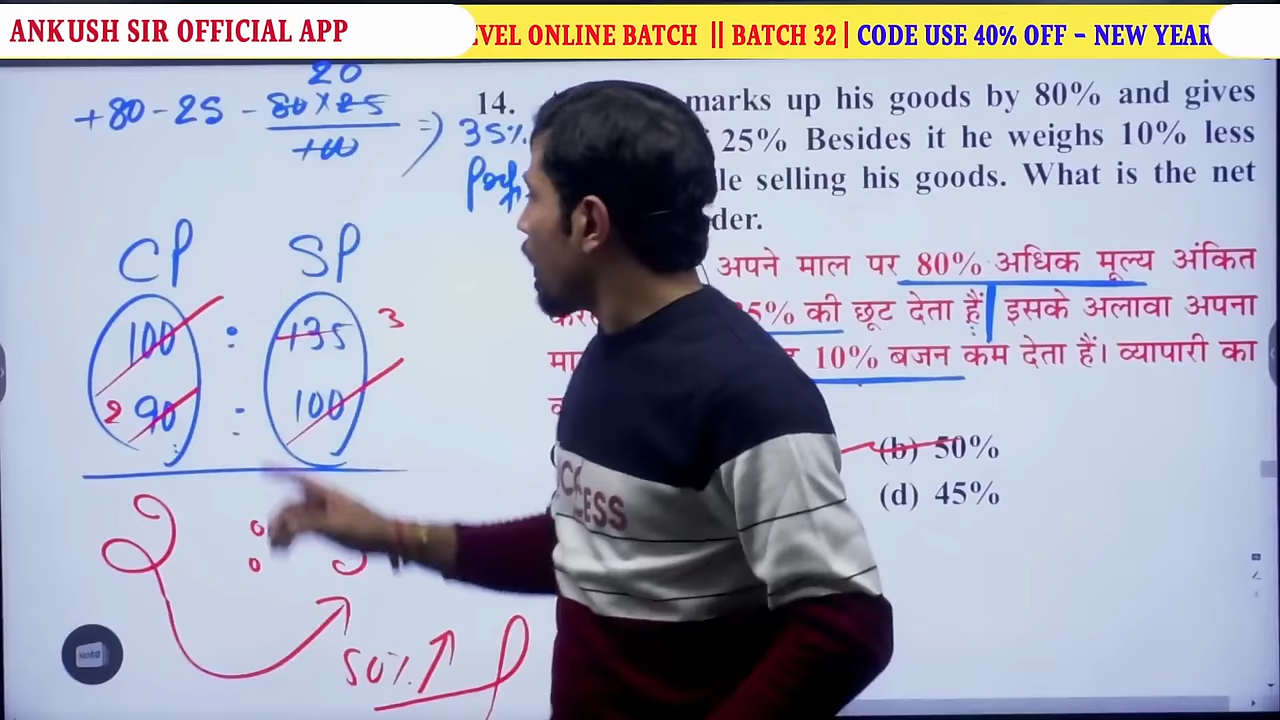 ANKUSH SIR OFFICIAL APP
EVEL ONLINE BATCH || BATCH 32 | CODE USE 40% OFF - NEW YEAR
20
+80 - 25 - 80 × 25 ⇒ 35%
100
CP SP
100 : 135 3
2 90 : 100
2 :: 3
50% ↑ P
14. marks up his goods by 80% and gives
25% Besides it he weighs 10% less
le selling his goods. What is the net
der.
अपने माल पर 80% अधिक मूल्य अंकित
5% की छूट देता हैं इसके अलावा अपना
मा 10% बजन कम देता हैं। व्यापारी का
(b) 50%
(d) 45%
ESS